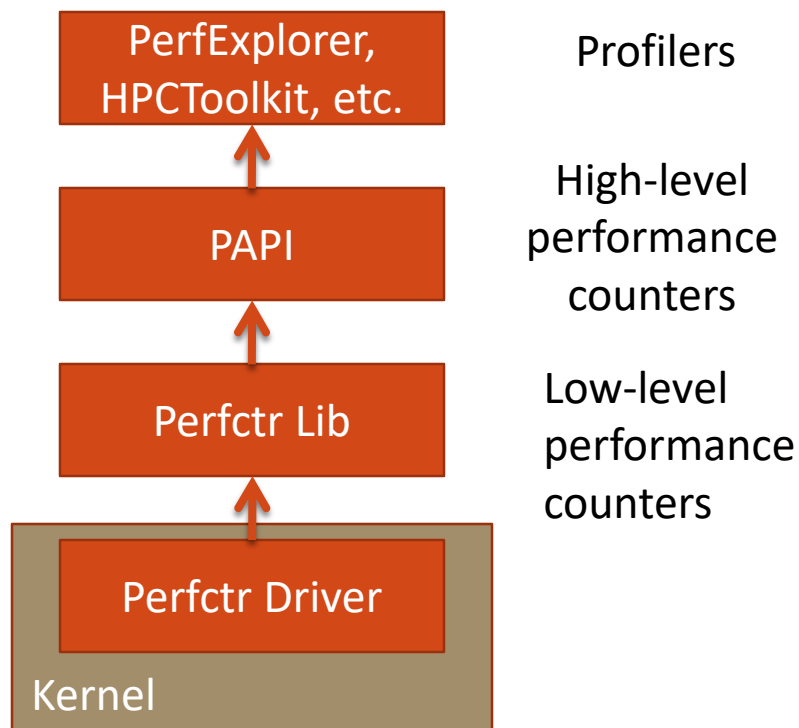 PerfExplorer,
HPCToolkit, etc.
Profilers
PAPI
High-level
performance
counters
Perfctr Lib
Low-level
performance
counters
Perfctr Driver
Kernel